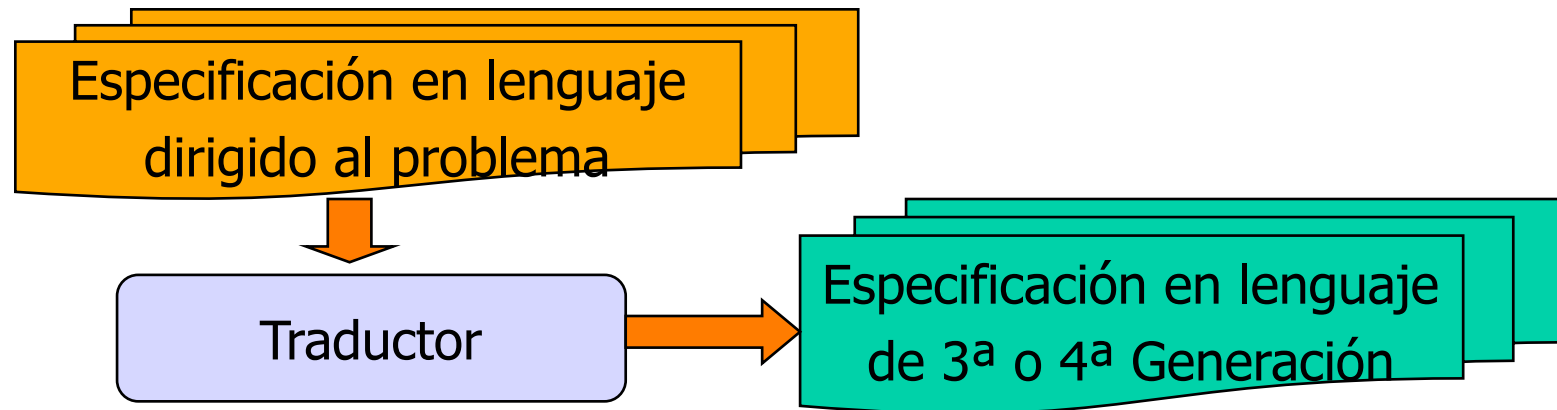 Especificación en lenguaje
dirigido al problema
Traductor
Especificación en lenguaje
de 3ª o 4ª Generación